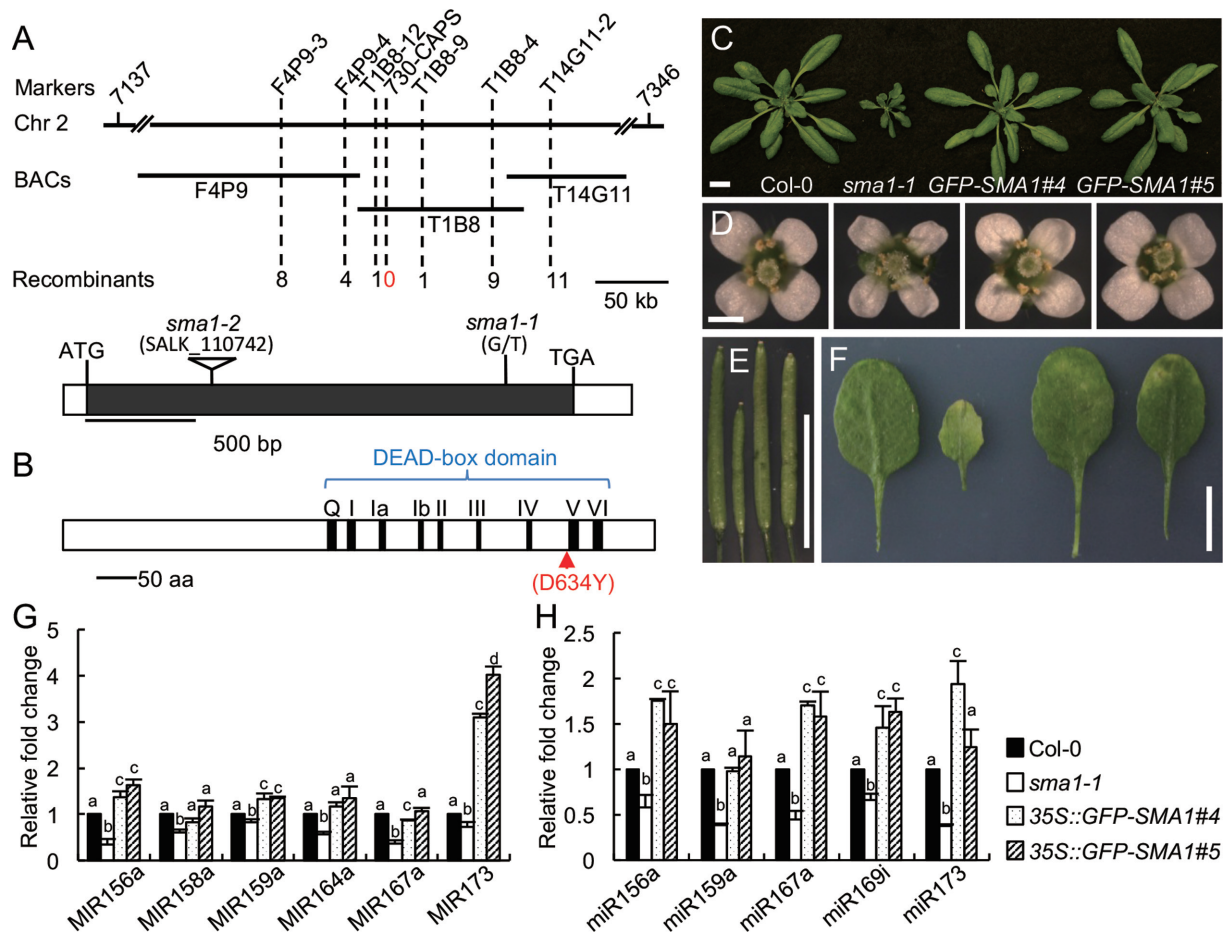 A
Markers
7137
F4P9-3
F4P9-4
T1B8-12
730-CAPS
T1B8-9
T1B8-4
T14G11-2
7346
Chr 2
BACs
F4P9
T1B8
T14G11
Recombinants
8
4
1
0
1
9
11
50 kb
ATG
sma1-2
(SALK_110742)
sma1-1
(G/T)
TGA
500 bp
B
DEAD-box domain
Q I Ia Ib II III IV V VI
50 aa
(D634Y)
C
Col-0
sma1-1
GFP-SMA1#4
GFP-SMA1#5
D
E
F
G
Relative fold change
5
4
3
2
1
0
a b c c
a b a a
a b c c
a b a a
a b c a
a b c d
MIR156a
MIR158a
MIR159a
MIR164a
MIR167a
MIR173
H
Relative fold change
2.5
2
1.5
1
0.5
0
a b c c
a b a a
a b c c
a b c c
a b c a
miR156a
miR159a
miR167a
miR169i
miR173
Col-0
sma1-1
35S::GFP-SMA1#4
35S::GFP-SMA1#5